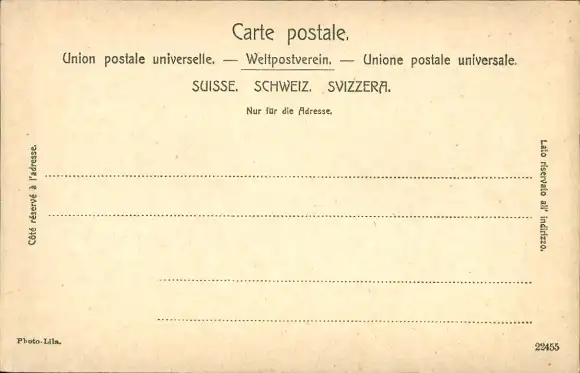 Carte postale.
Union postale universelle. — Weltpostverein. — Unione postale universale.
SUISSE. SCHWEIZ. SVIZZERA.
Nur für die Adresse.
Côté réservé à l'adresse.
Lato riservato all' indirizzo.
Photo-Lila.
22455